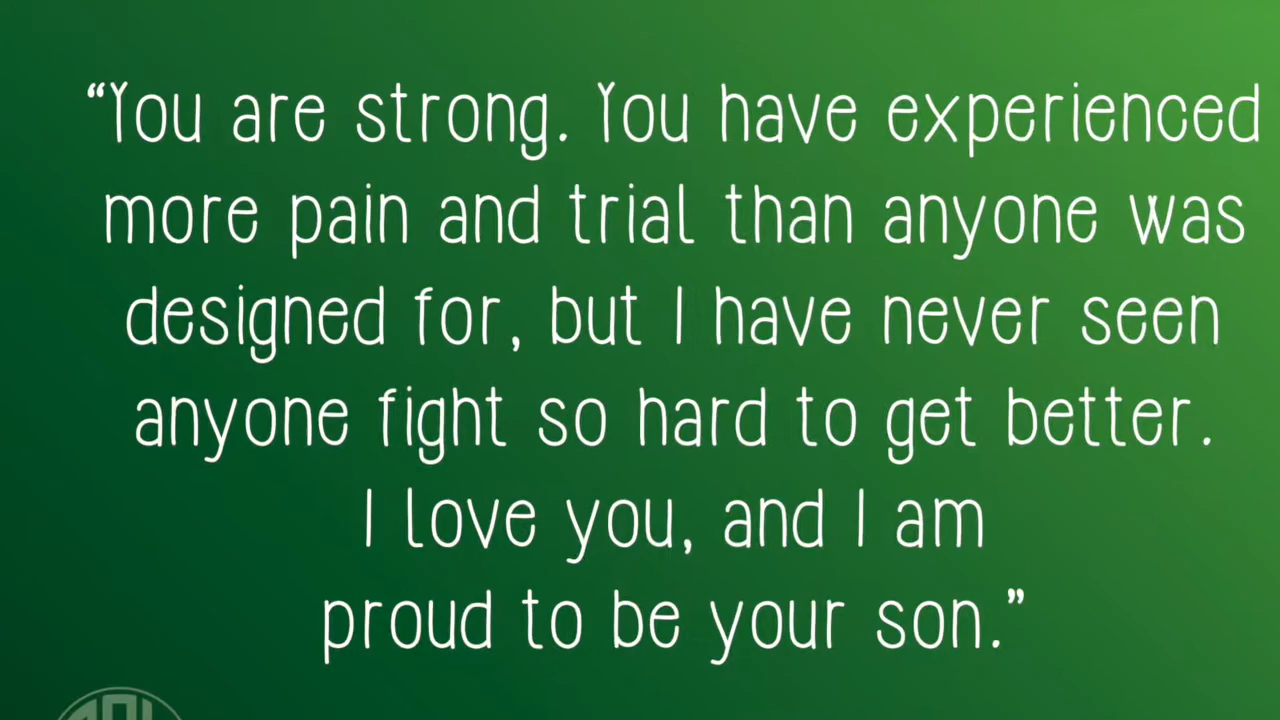 “You are strong. You have experienced
more pain and trial than anyone was
designed for, but I have never seen
anyone fight so hard to get better.
I love you, and I am
proud to be your son.”